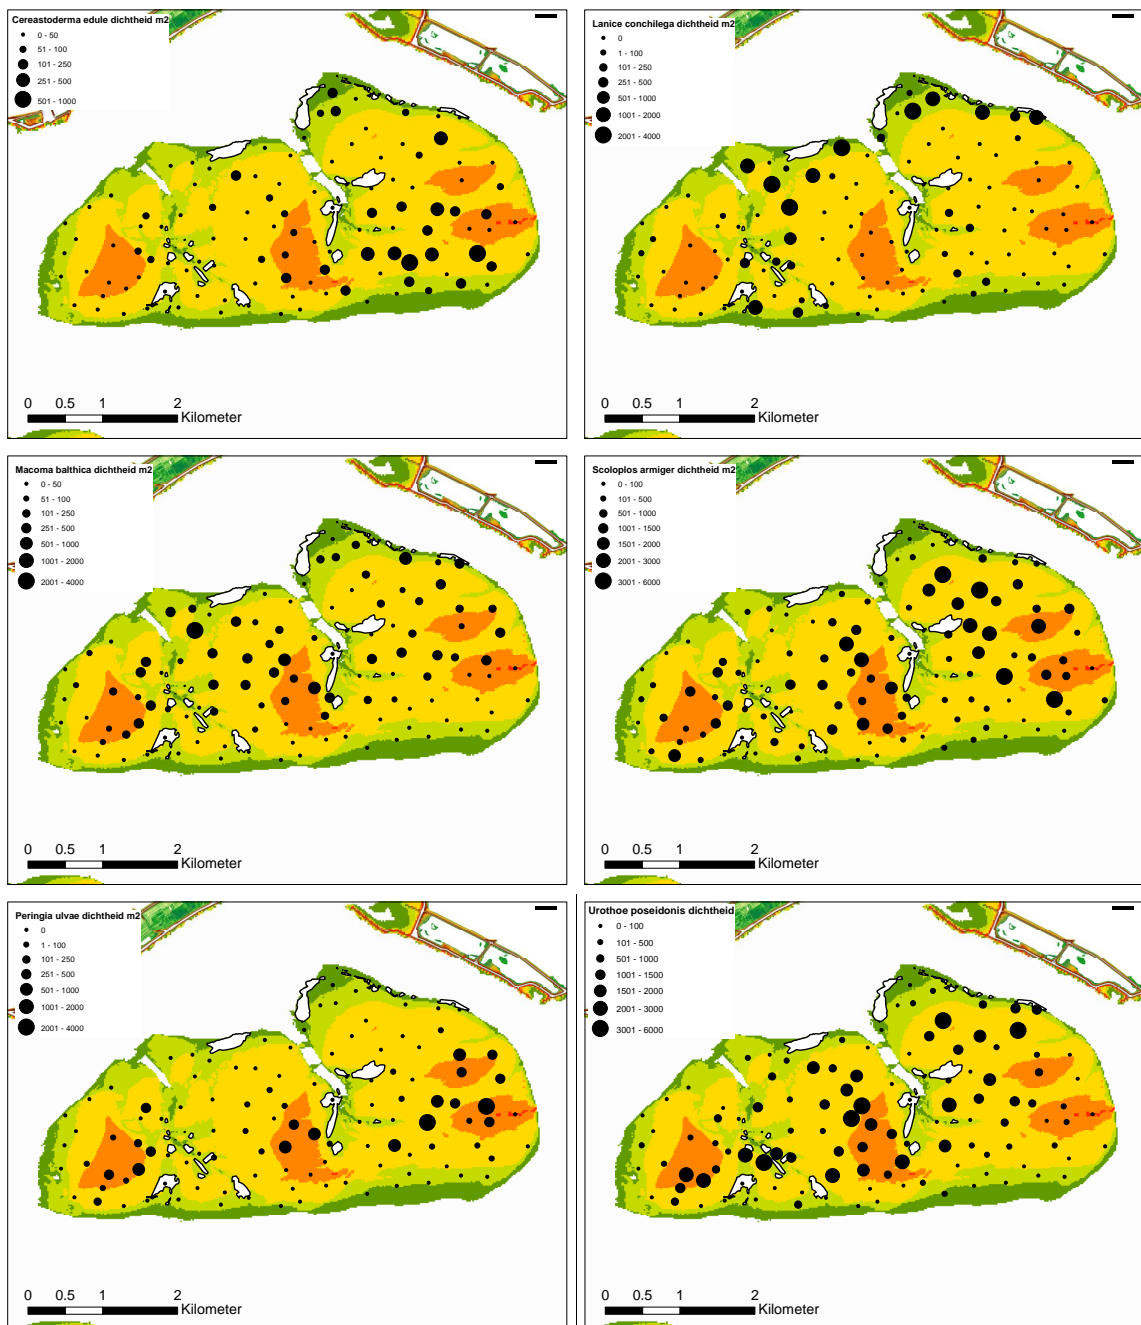 Cereastoderma edule dichtheid m2
0 - 50
51 - 100
101 - 250
251 - 500
501 - 1000
0 0.5 1 2
Kilometer
Lanice conchilega dichtheid m2
0
1 - 100
101 - 250
251 - 500
501 - 1000
1001 - 2000
2001 - 4000
0 0.5 1 2
Kilometer
Macoma balthica dichtheid m2
0 - 50
51 - 100
101 - 250
251 - 500
501 - 1000
1001 - 2000
2001 - 4000
0 0.5 1 2
Kilometer
Scoloplos armiger dichtheid m2
0 - 100
101 - 500
501 - 1000
1001 - 1500
1501 - 2000
2001 - 3000
3001 - 6000
0 0.5 1 2
Kilometer
Peringia ulvae dichtheid m2
0
1 - 100
101 - 250
251 - 500
501 - 1000
1001 - 2000
2001 - 4000
0 0.5 1 2
Kilometer
Urothoe poseidonis dichtheid
0 - 100
101 - 500
501 - 1000
1001 - 1500
1501 - 2000
2001 - 3000
3001 - 6000
0 0.5 1 2
Kilometer